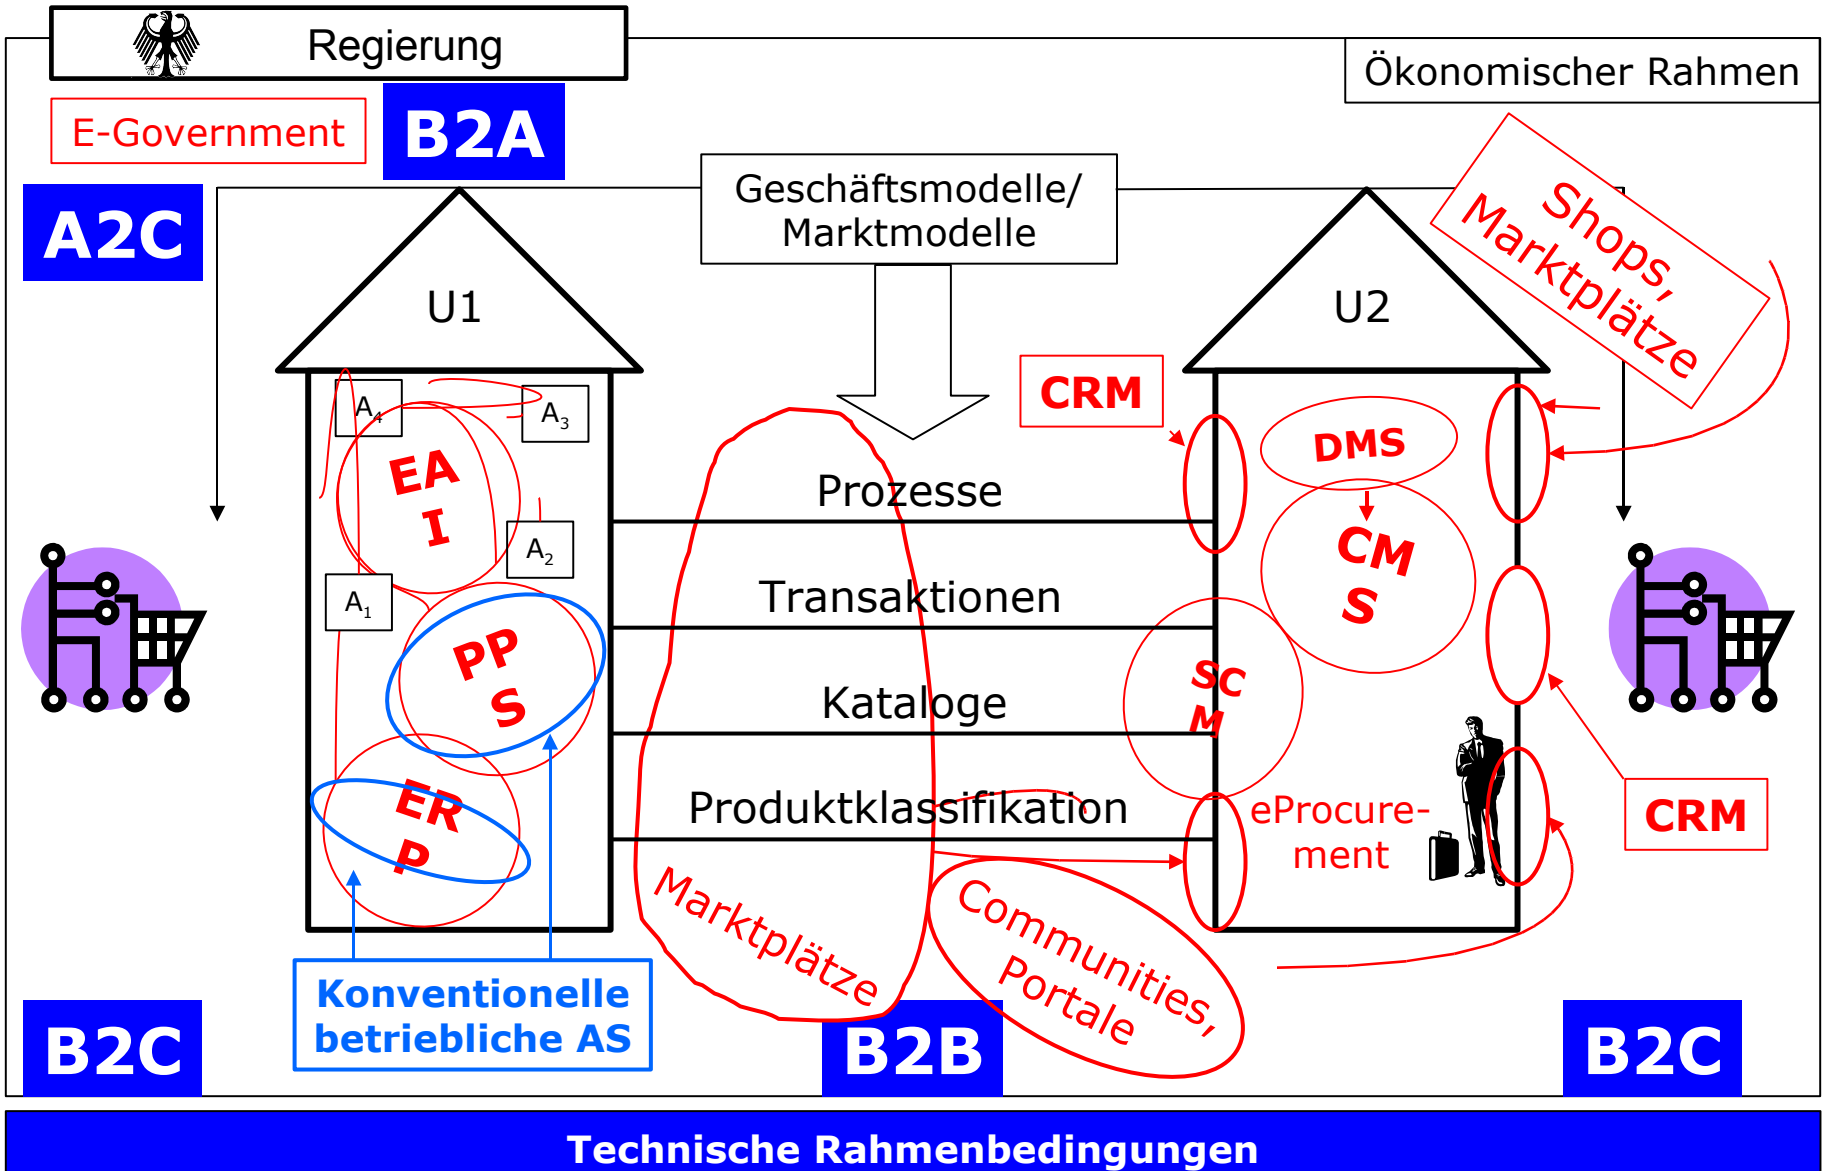 Regierung
Ökonomischer Rahmen
E-Government
B2A
A2C
Geschäftsmodelle/
Marktmodelle
Shops,
Marktplätze
U1
U2
CRM
A4
A3
EA
I
DMS
Prozesse
CM
S
A2
A1
Transaktionen
PP
S
SC
M
Kataloge
ER
P
Produktklassifikation
eProcure-
ment
CRM
Marktplätze
Communities,
Portale
Konventionelle
betriebliche AS
B2C
B2B
B2C
Technische Rahmenbedingungen